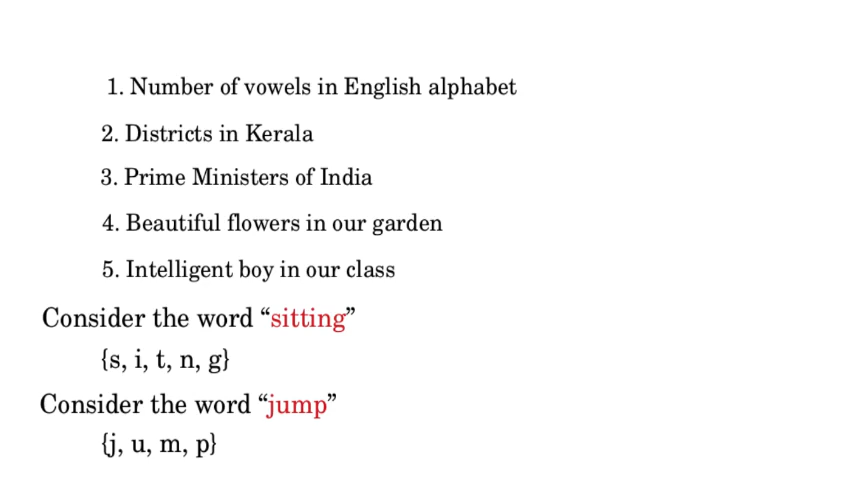 1. Number of vowels in English alphabet
2. Districts in Kerala
3. Prime Ministers of India
4. Beautiful flowers in our garden
5. Intelligent boy in our class
Consider the word “sitting”
{s, i, t, n, g}
Consider the word “jump”
{j, u, m, p}